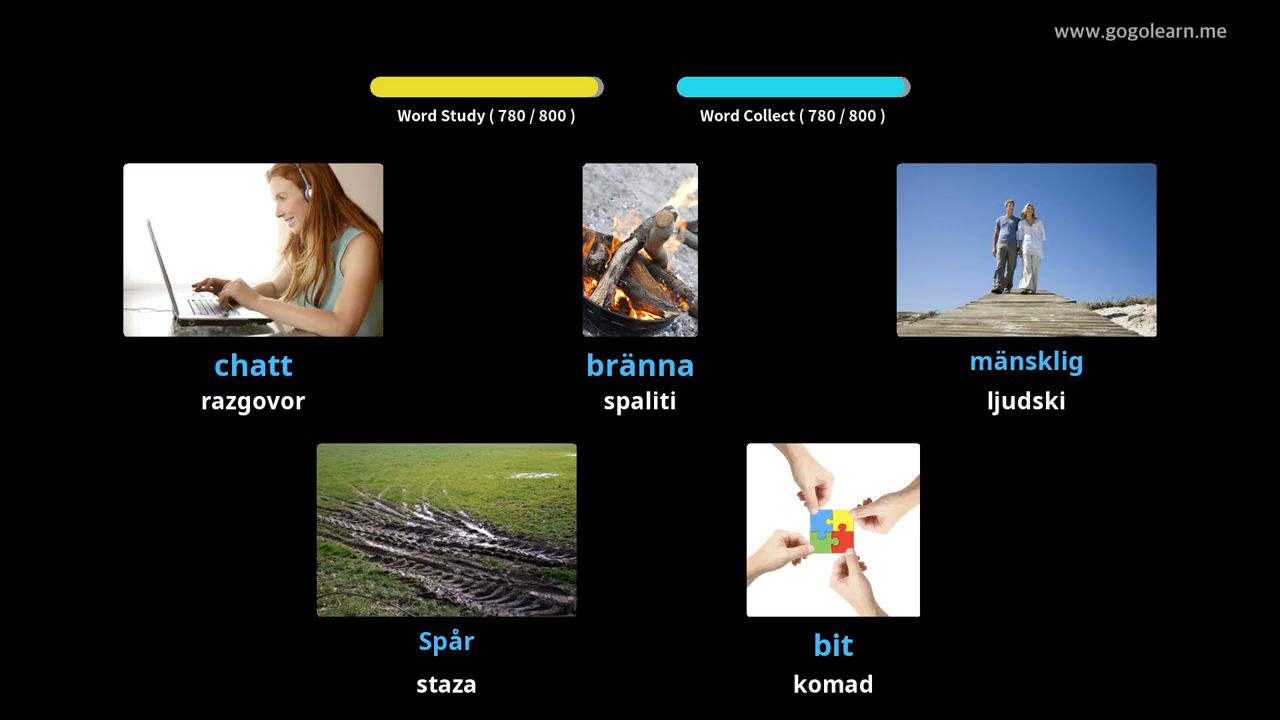 www.gogolearn.me
Word Study ( 780 / 800 )
Word Collect ( 780 / 800 )
chatt
razgovor
bränna
spaliti
mänsklig
ljudski
Spår
staza
bit
komad